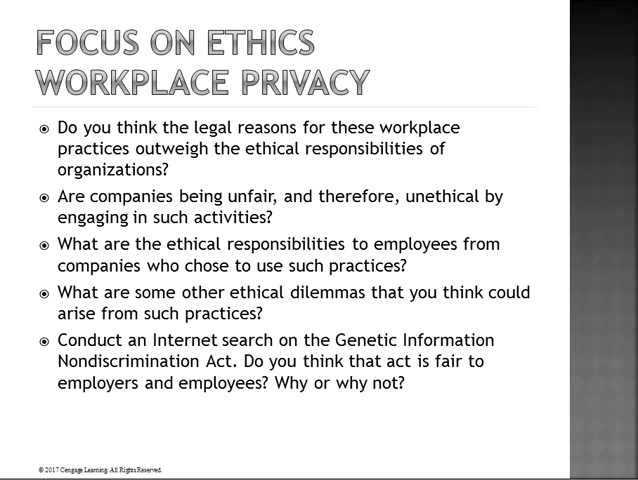 FOCUS ON ETHICS
WORKPLACE PRIVACY
Do you think the legal reasons for these workplace
practices outweigh the ethical responsibilities of
organizations?
Are companies being unfair, and therefore, unethical by
engaging in such activities?
What are the ethical responsibilities to employees from
companies who chose to use such practices?
What are some other ethical dilemmas that you think could
arise from such practices?
Conduct an Internet search on the Genetic Information
Nondiscrimination Act. Do you think that act is fair to
employers and employees? Why or why not?
© 2017 Cengage Learning. All Rights Reserved.